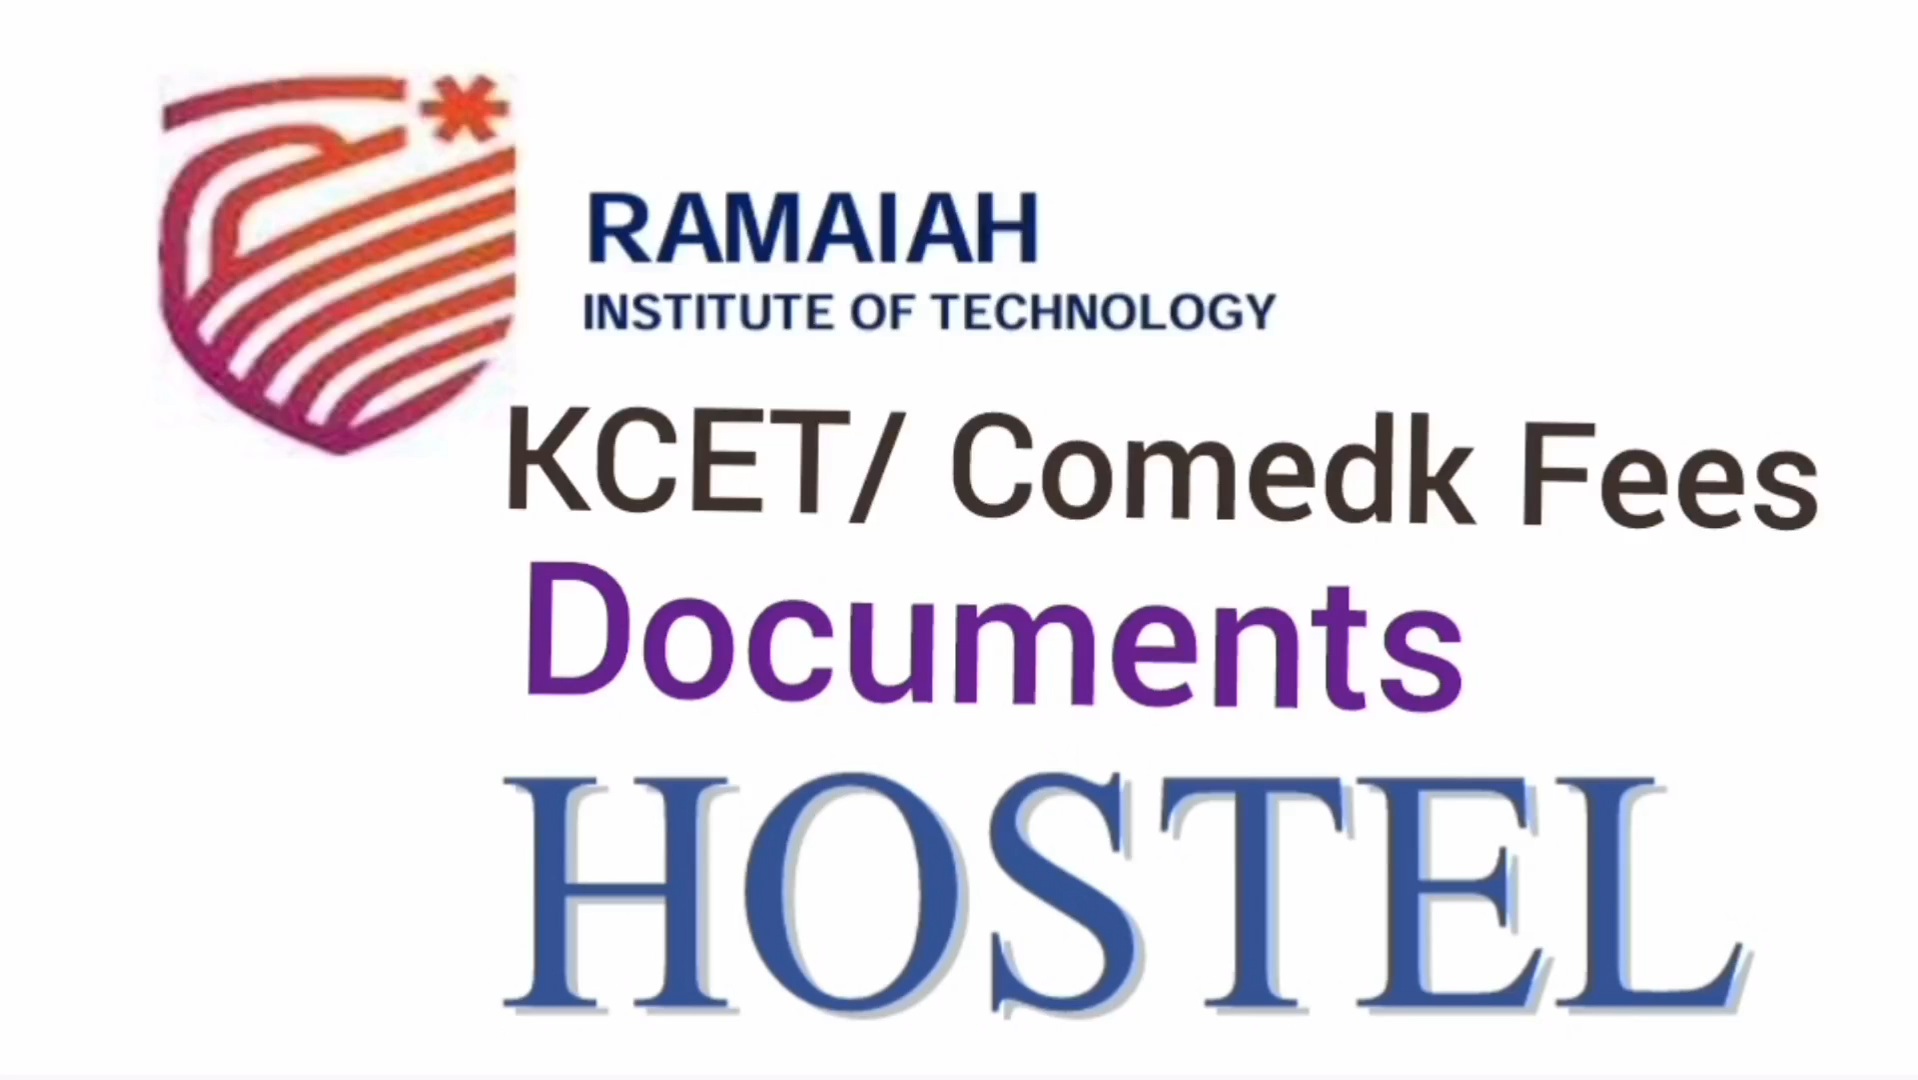 RAMAIAH
INSTITUTE OF TECHNOLOGY
KCET/ Comedk Fees
Documents
HOSTEL